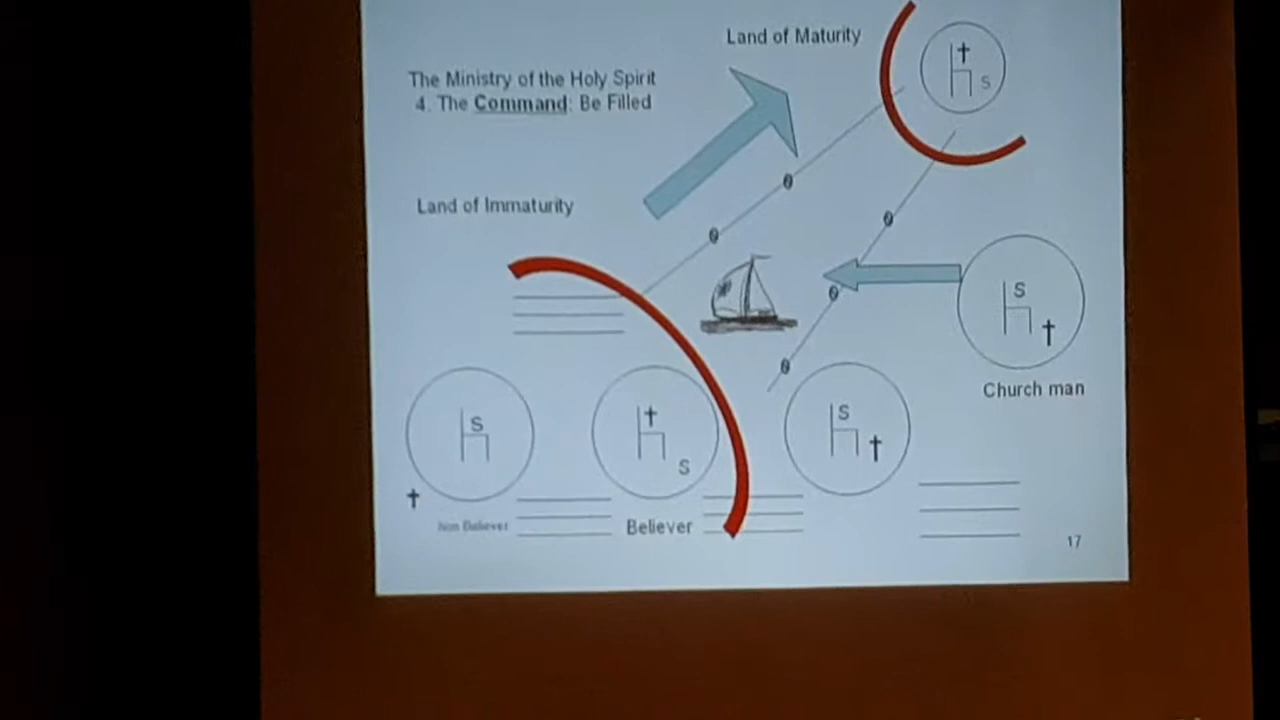 Land of Maturity
The Ministry of the Holy Spirit
4. The Command: Be Filled
†
S
Land of Immaturity
S
†
Church man
S
†
S
S
†
†
Non Believer
Believer
17